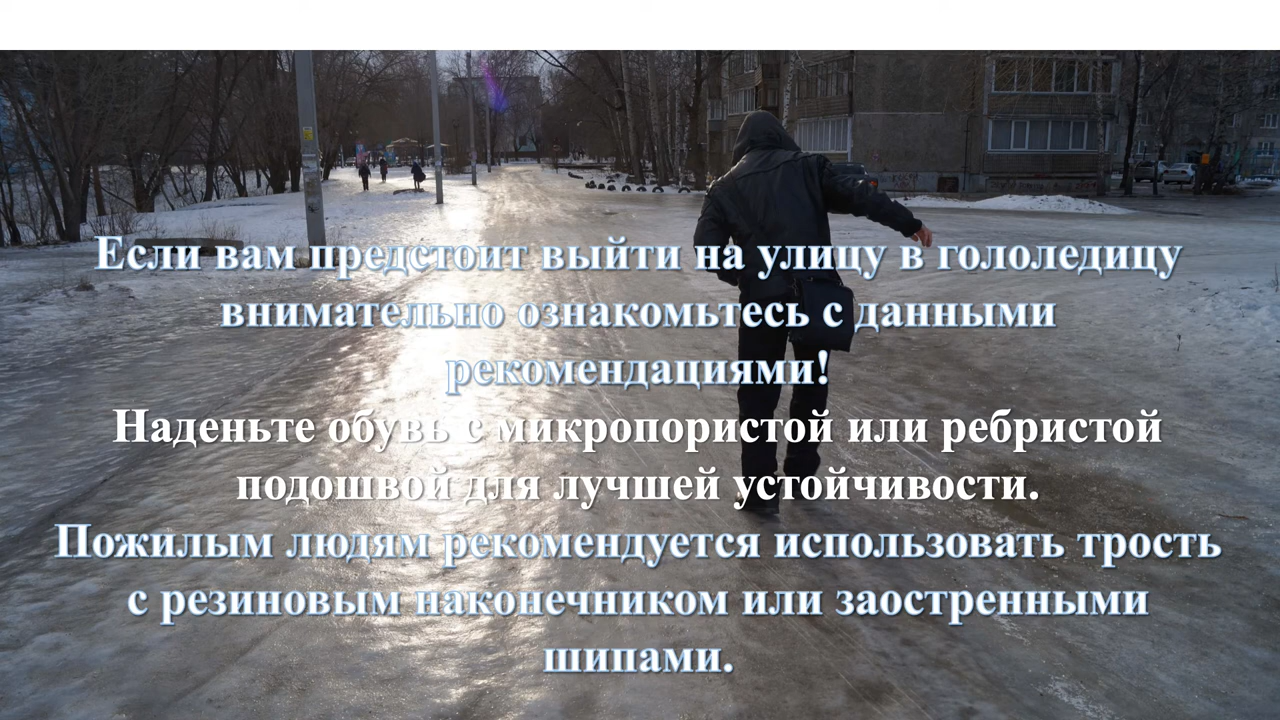 Если вам предстоит выйти на улицу в гололедицу
внимательно ознакомьтесь с данными
рекомендациями!
Наденьте обувь с микропористой или ребристой
подошвой для лучшей устойчивости.
Пожилым людям рекомендуется использовать трость
с резиновым наконечником или заостренными
шипами.